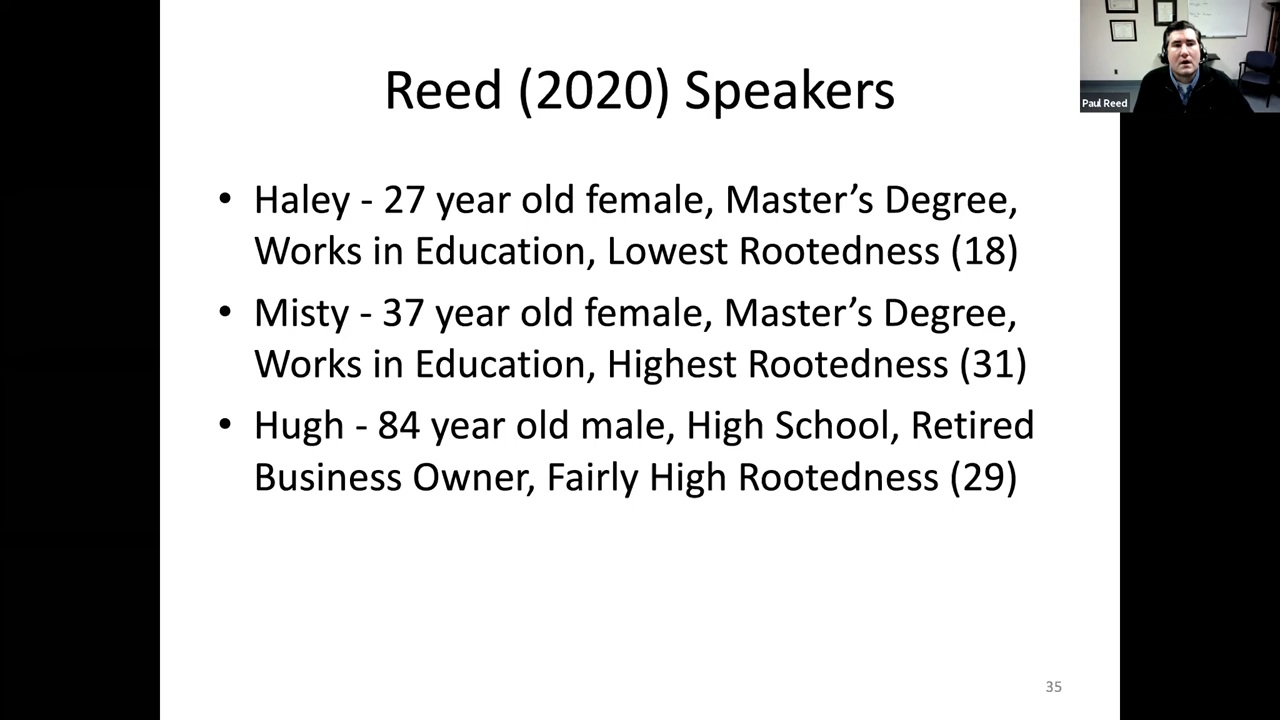 Reed (2020) Speakers
Paul Reed
• Haley - 27 year old female, Master’s Degree,
Works in Education, Lowest Rootedness (18)
• Misty - 37 year old female, Master’s Degree,
Works in Education, Highest Rootedness (31)
• Hugh - 84 year old male, High School, Retired
Business Owner, Fairly High Rootedness (29)
35